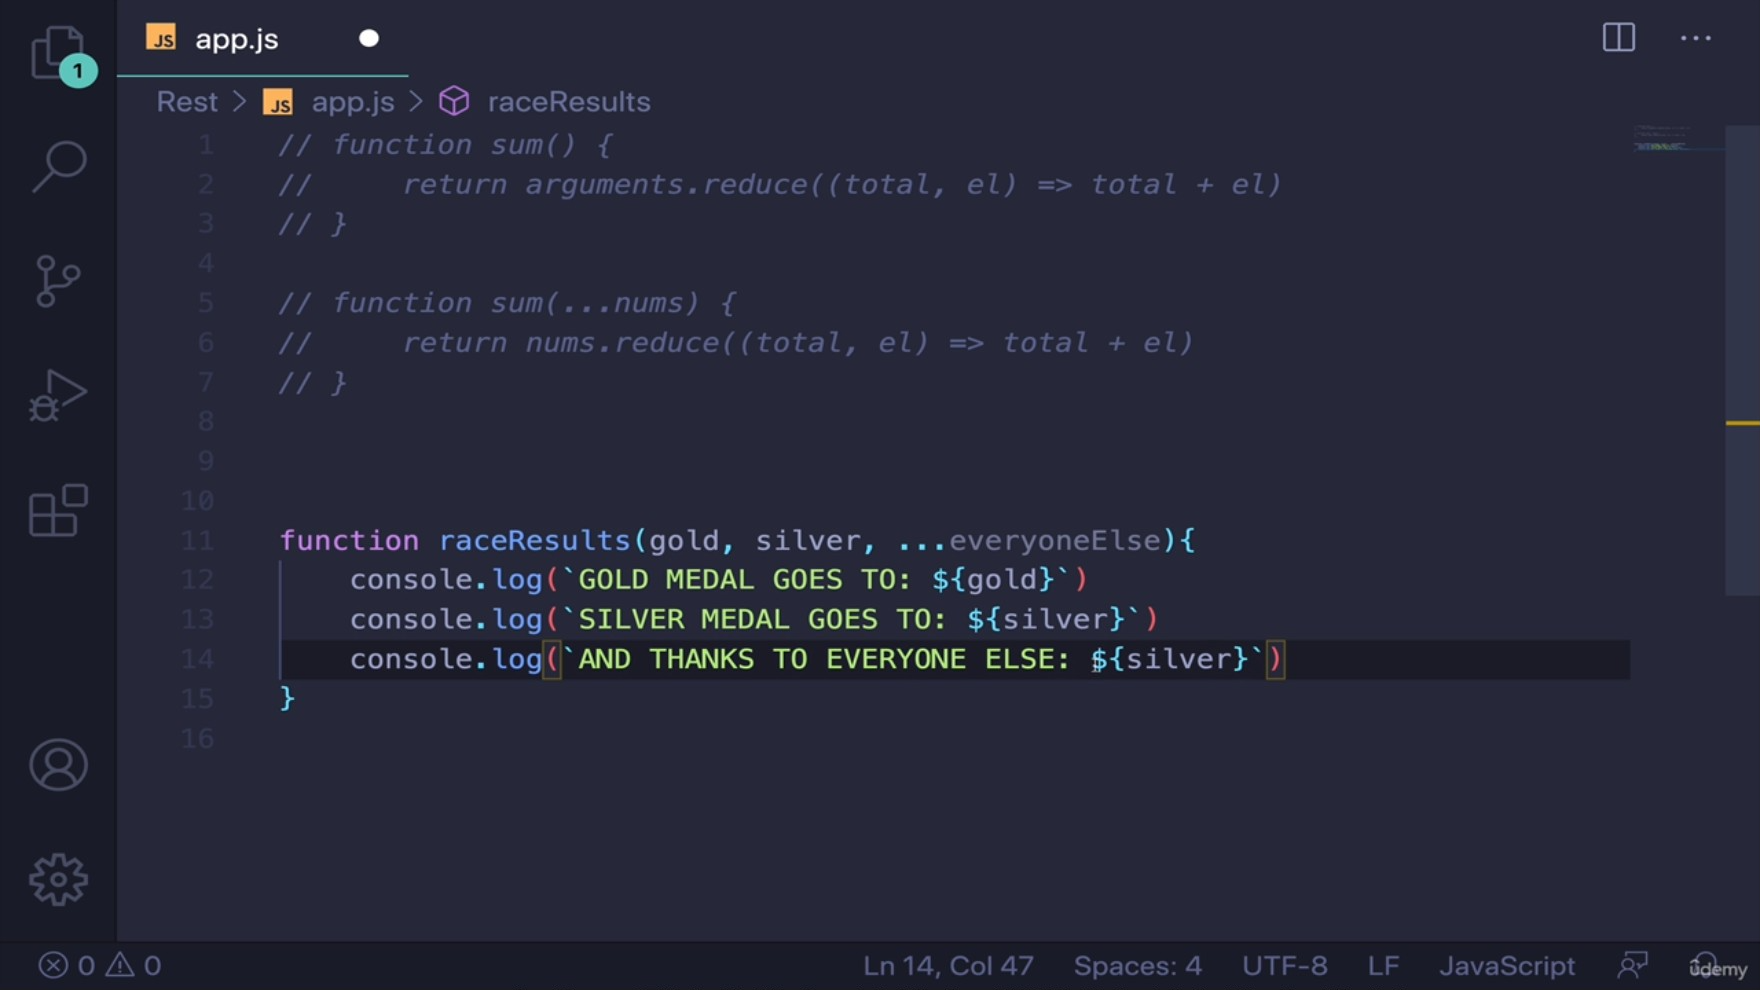 JS app.js
1
Rest > JS app.js > raceResults
1 // function sum() {
2 //     return arguments.reduce((total, el) => total + el)
3 // }
4
5 // function sum(...nums) {
6 //     return nums.reduce((total, el) => total + el)
7 // }
8
9
10
11 function raceResults(gold, silver, ...everyoneElse){
12     console.log(`GOLD MEDAL GOES TO: ${gold}`)
13     console.log(`SILVER MEDAL GOES TO: ${silver}`)
14     console.log(`AND THANKS TO EVERYONE ELSE: ${silver}`)
15 }
16
0 0 Ln 14, Col 47 Spaces: 4 UTF-8 LF JavaScript
ûdemy